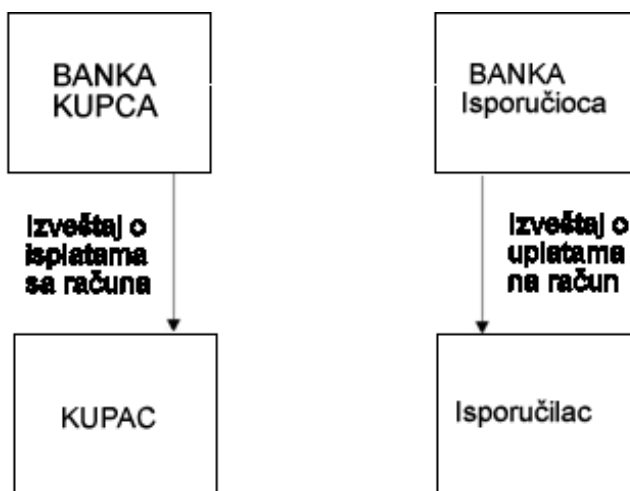 BANKA
KUPCA
BANKA
Isporučioca
Izveštaj o
isplatama
sa računa
Izveštaj o
uplatama
na račun
KUPAC
Isporučilac